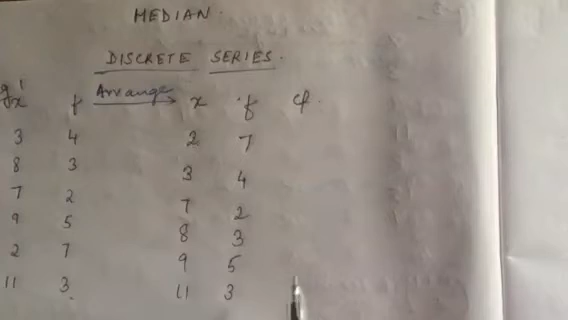 MEDIAN.
DISCRETE SERIES.
x f Arrange x f cf.
3 4 2 7
8 3 3 4
7 2 7 2
9 5 8 3
2 7 9 5
11 3. 11 3